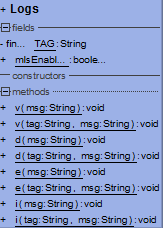 + Logs
fields
- fin... TAG:String
+ mIsEnabl... :boole...
constructors
methods
+ v(msg:String):void
+ v(tag:String, msg:String):void
+ d(msg:String):void
+ d(tag:String, msg:String):void
+ e(msg:String):void
+ e(tag:String, msg:String):void
+ i(msg:String):void
+ i(tag:String, msg:String):void